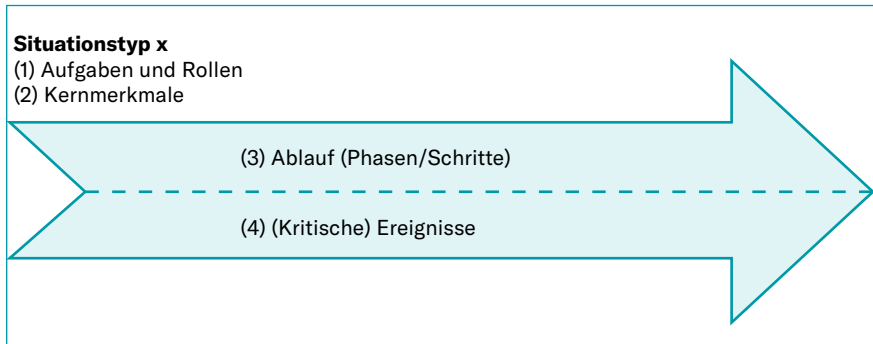 Situationstyp x
(1) Aufgaben und Rollen
(2) Kernmerkmale
(3) Ablauf (Phasen/Schritte)
(4) (Kritische) Ereignisse